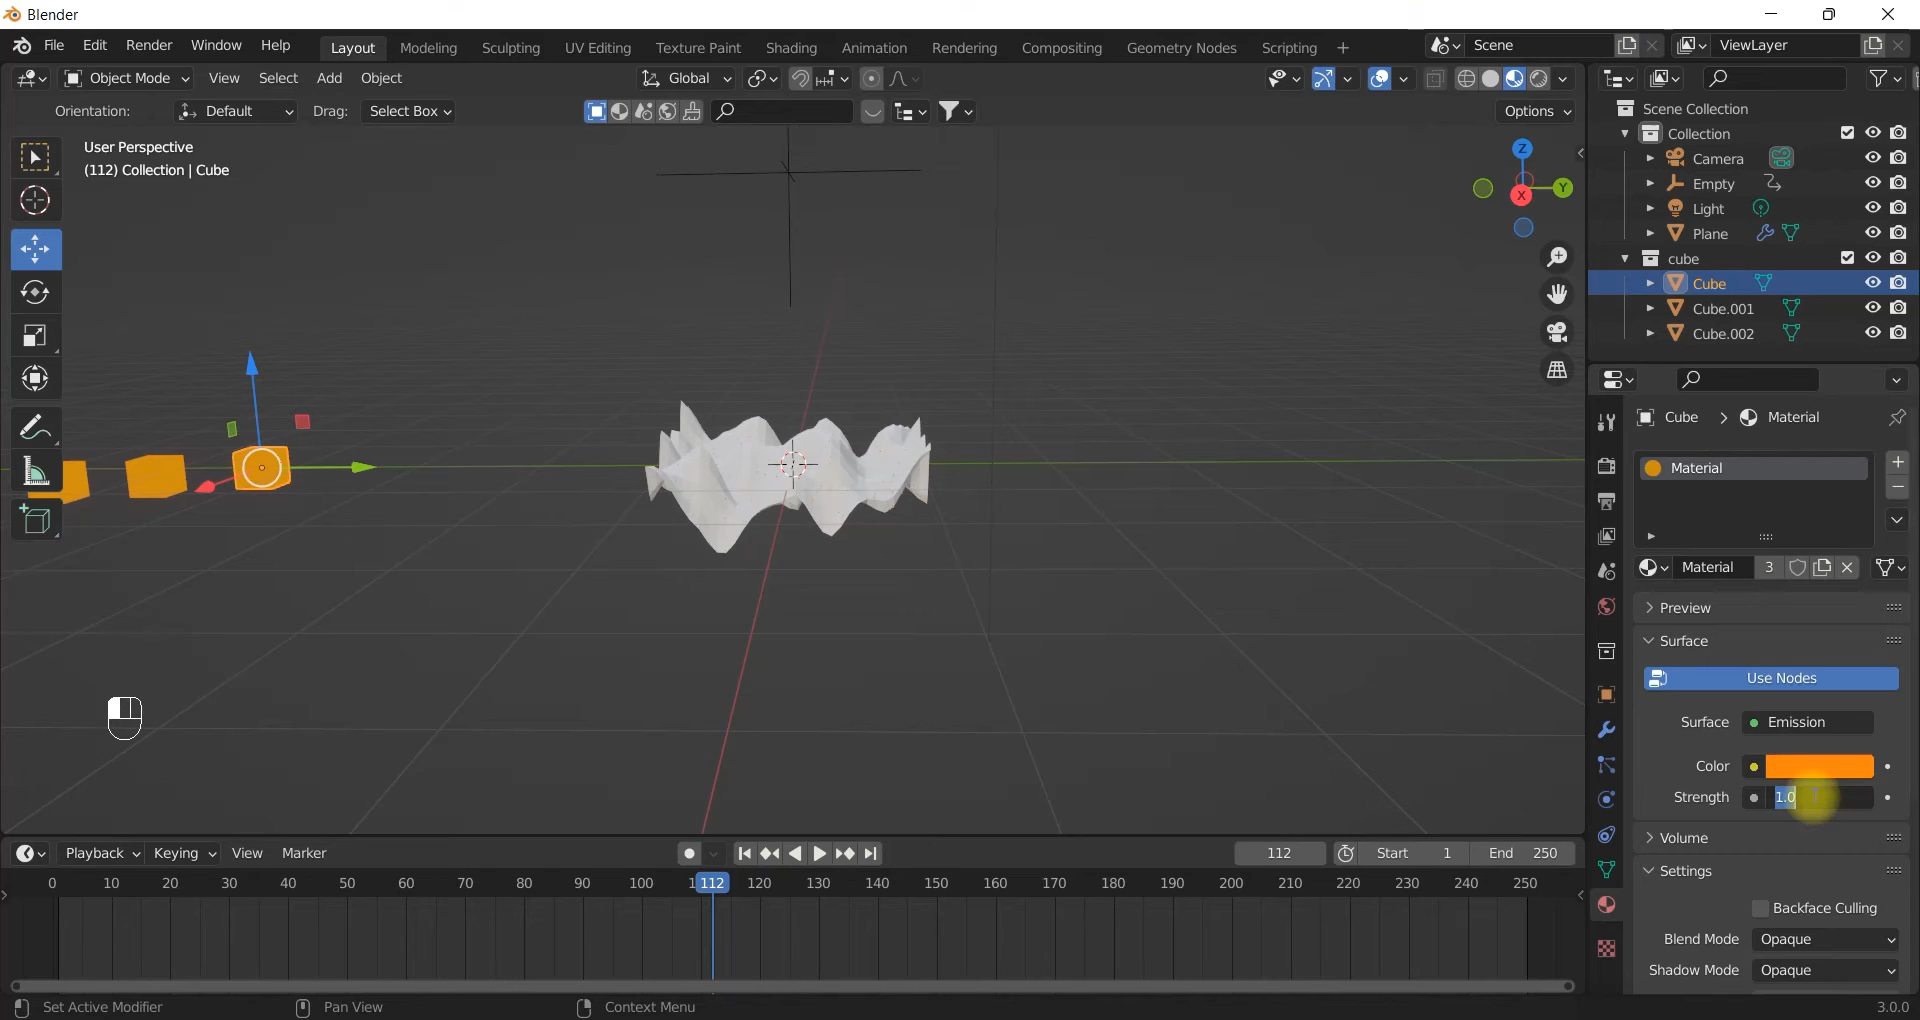 Blender
File Edit Render Window Help Layout Modeling Sculpting UV Editing Texture Paint Shading Animation Rendering Compositing Geometry Nodes Scripting + Scene ViewLayer
Object Mode View Select Add Object Global
Orientation: Default Drag: Select Box Options
User Perspective
(112) Collection | Cube
Z
Y
X
Scene Collection
Collection
Camera
Empty
Light
Plane
cube
Cube
Cube.001
Cube.002
Cube > Material
Material
Material 3
Preview
Surface
Use Nodes
Surface Emission
Color
Strength 1.0
Volume
Settings
Backface Culling
Blend Mode Opaque
Shadow Mode Opaque
Playback Keying View Marker 112 Start 1 End 250
0 10 20 30 40 50 60 70 80 90 100 1 112 120 130 140 150 160 170 180 190 200 210 220 230 240 250
Set Active Modifier Pan View Context Menu 3.0.0